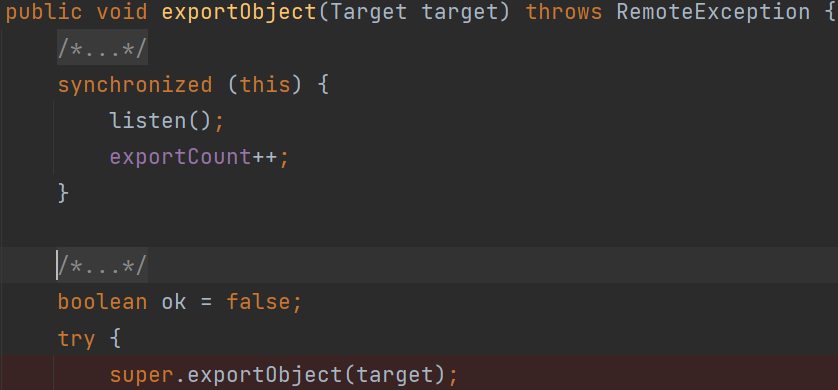 public void exportObject(Target target) throws RemoteException {
/*...*/
synchronized (this) {
listen();
exportCount++;
}
/*...*/
boolean ok = false;
try {
super.exportObject(target);